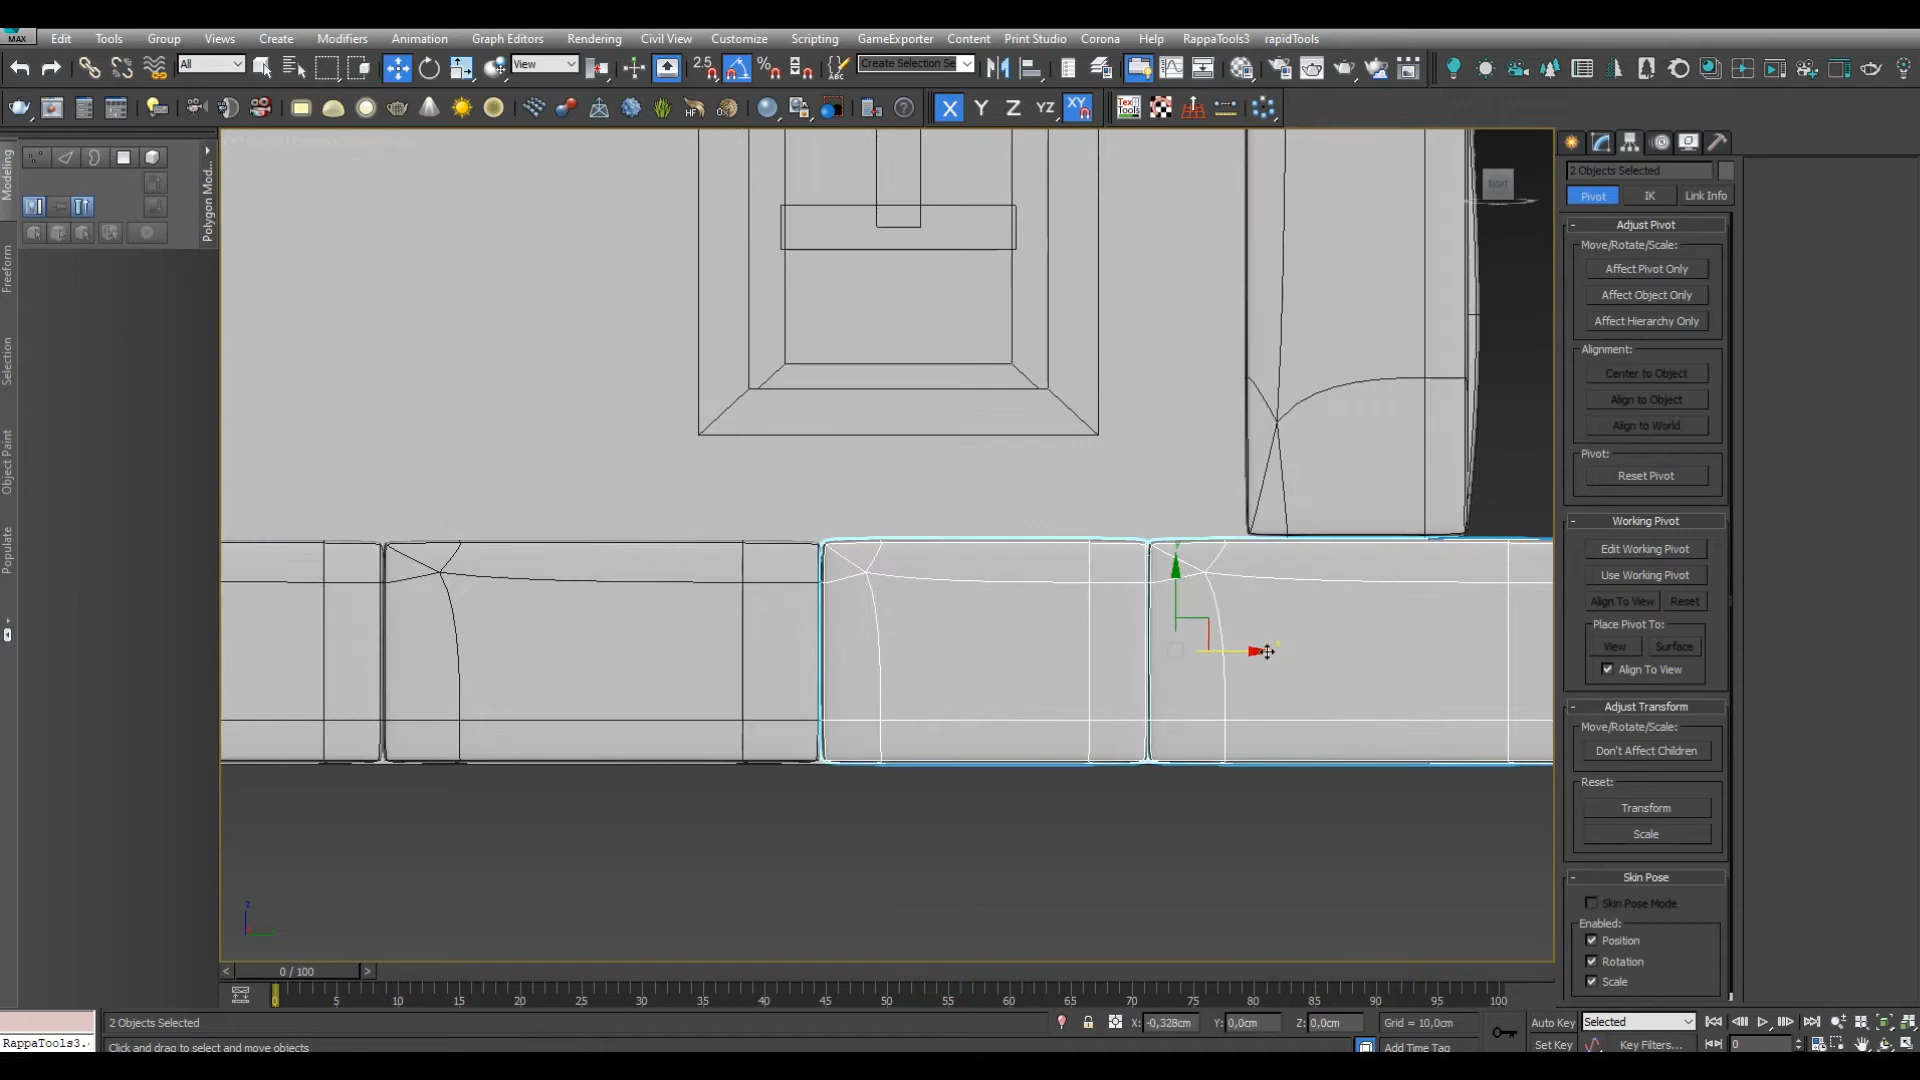 MAX Edit Tools Group Views Create Modifiers Animation Graph Editors Rendering Civil View Customize Scripting GameExporter Content Print Studio Corona Help RappaTools3 rapidTools
All View 2.5 % ABC Create Selection Se
HF X Y Z YZ XY Tex Tools
Modeling
Polygon Mod...
Freeform
Selection
Object Paint
Populate
RIGHT
2 Objects Selected
Pivot IK Link Info
- Adjust Pivot
Move/Rotate/Scale:
Affect Pivot Only
Affect Object Only
Affect Hierarchy Only
Alignment:
Center to Object
Align to Object
Align to World
Pivot:
Reset Pivot
- Working Pivot
Edit Working Pivot
Use Working Pivot
Align To View Reset
Place Pivot To:
View Surface
Align To View
- Adjust Transform
Move/Rotate/Scale:
Don't Affect Children
Reset:
Transform
Scale
- Skin Pose
Skin Pose Mode
Enabled:
Position
Rotation
Scale
z
< 0 / 100 >
0 5 10 15 20 25 30 35 40 45 50 55 60 65 70 75 80 85 90 95 100
2 Objects Selected X: -0,328cm Y: 0,0cm Z: 0,0cm Grid = 10,0cm Auto Key Selected
RappaTools3. Click and drag to select and move objects Add Time Tag Set Key Key Filters... 0